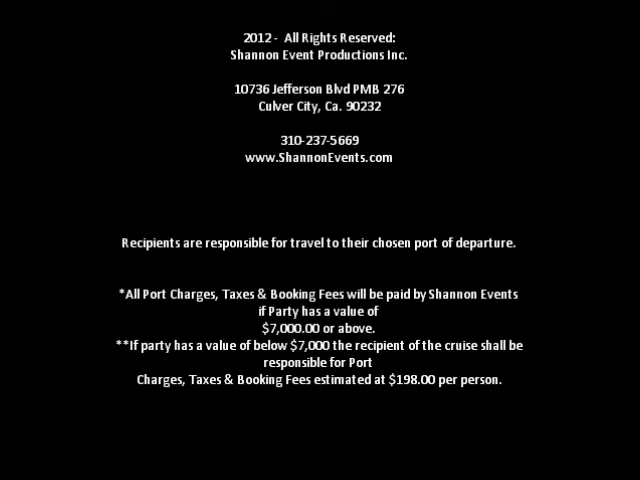 2012 - All Rights Reserved:
Shannon Event Productions Inc.
10736 Jefferson Blvd PMB 276
Culver City, Ca. 90232
310-237-5669
www.ShannonEvents.com
Recipients are responsible for travel to their chosen port of departure.
*All Port Charges, Taxes & Booking Fees will be paid by Shannon Events
if Party has a value of
$7,000.00 or above.
**If party has a value of below $7,000 the recipient of the cruise shall be
responsible for Port
Charges, Taxes & Booking Fees estimated at $198.00 per person.